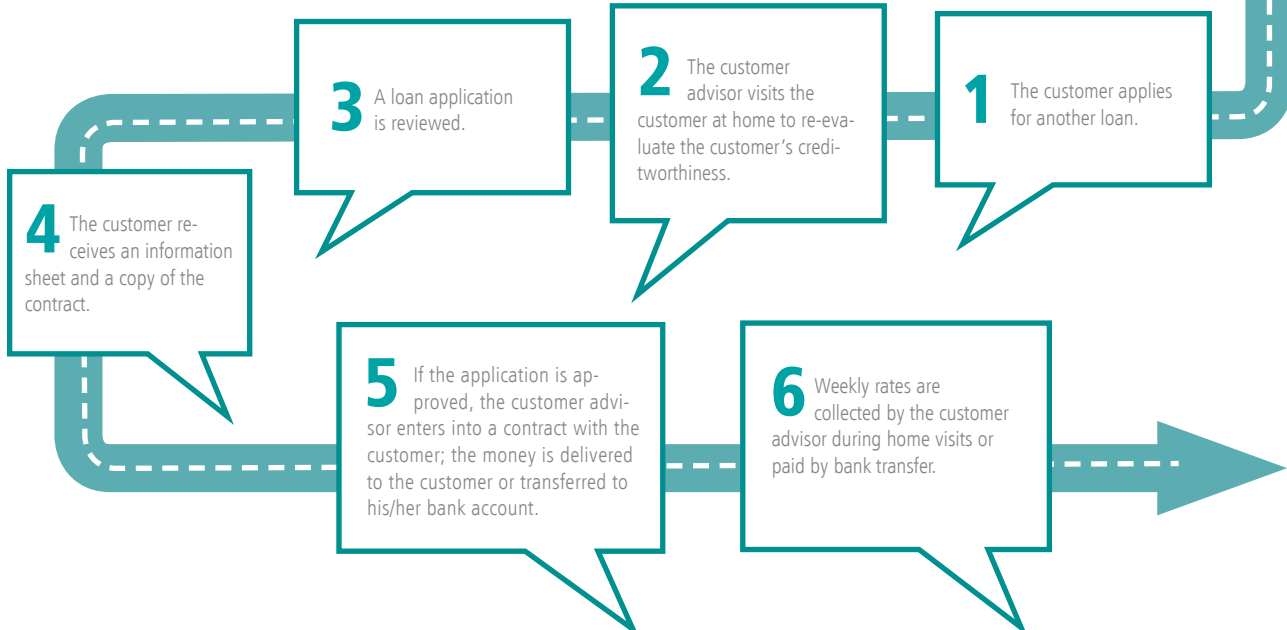 1 The customer applies
for another loan.
2 The customer
advisor visits the
customer at home to re-eva-
luate the customer's credi-
tworthiness.
3 A loan application
is reviewed.
4 The customer re-
ceives an information
sheet and a copy of the
contract.
5 If the application is ap-
proved, the customer advi-
sor enters into a contract with the
customer; the money is delivered
to the customer or transferred to
his/her bank account.
6 Weekly rates are
collected by the customer
advisor during home visits or
paid by bank transfer.